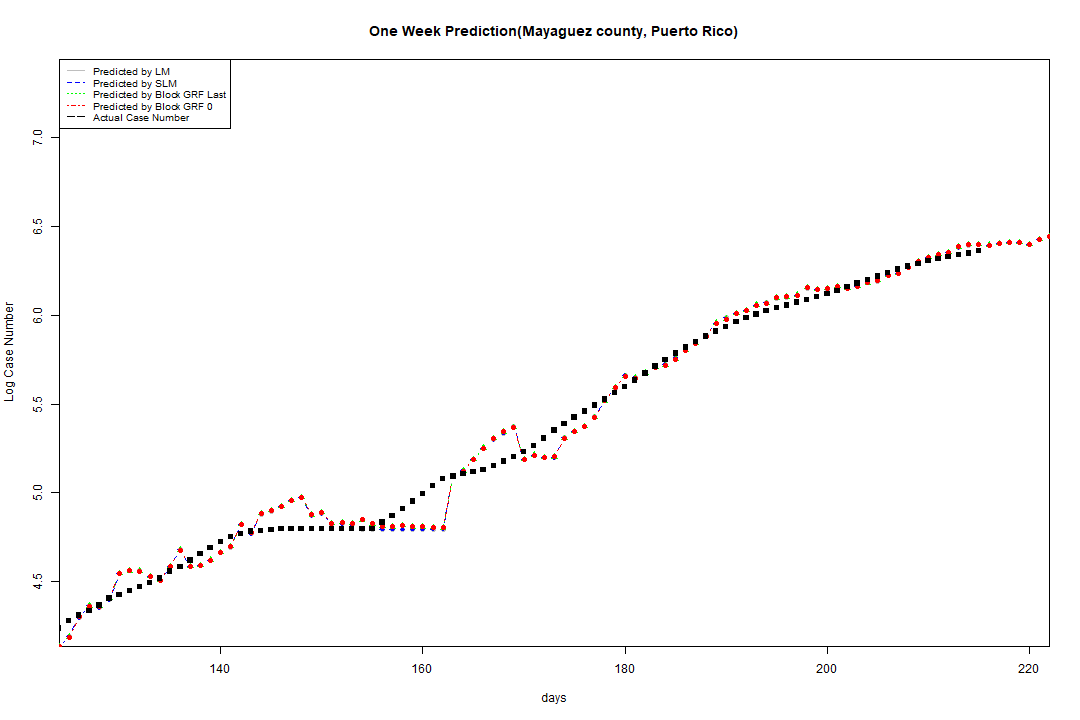 One Week Prediction(Mayaguez county, Puerto Rico)
Predicted by LM
Predicted by SLM
Predicted by Block GRF Last
Predicted by Block GRF 0
Actual Case Number
7.0
6.5
6.0
5.5
5.0
4.5
Log Case Number
140 160 180 200 220
days